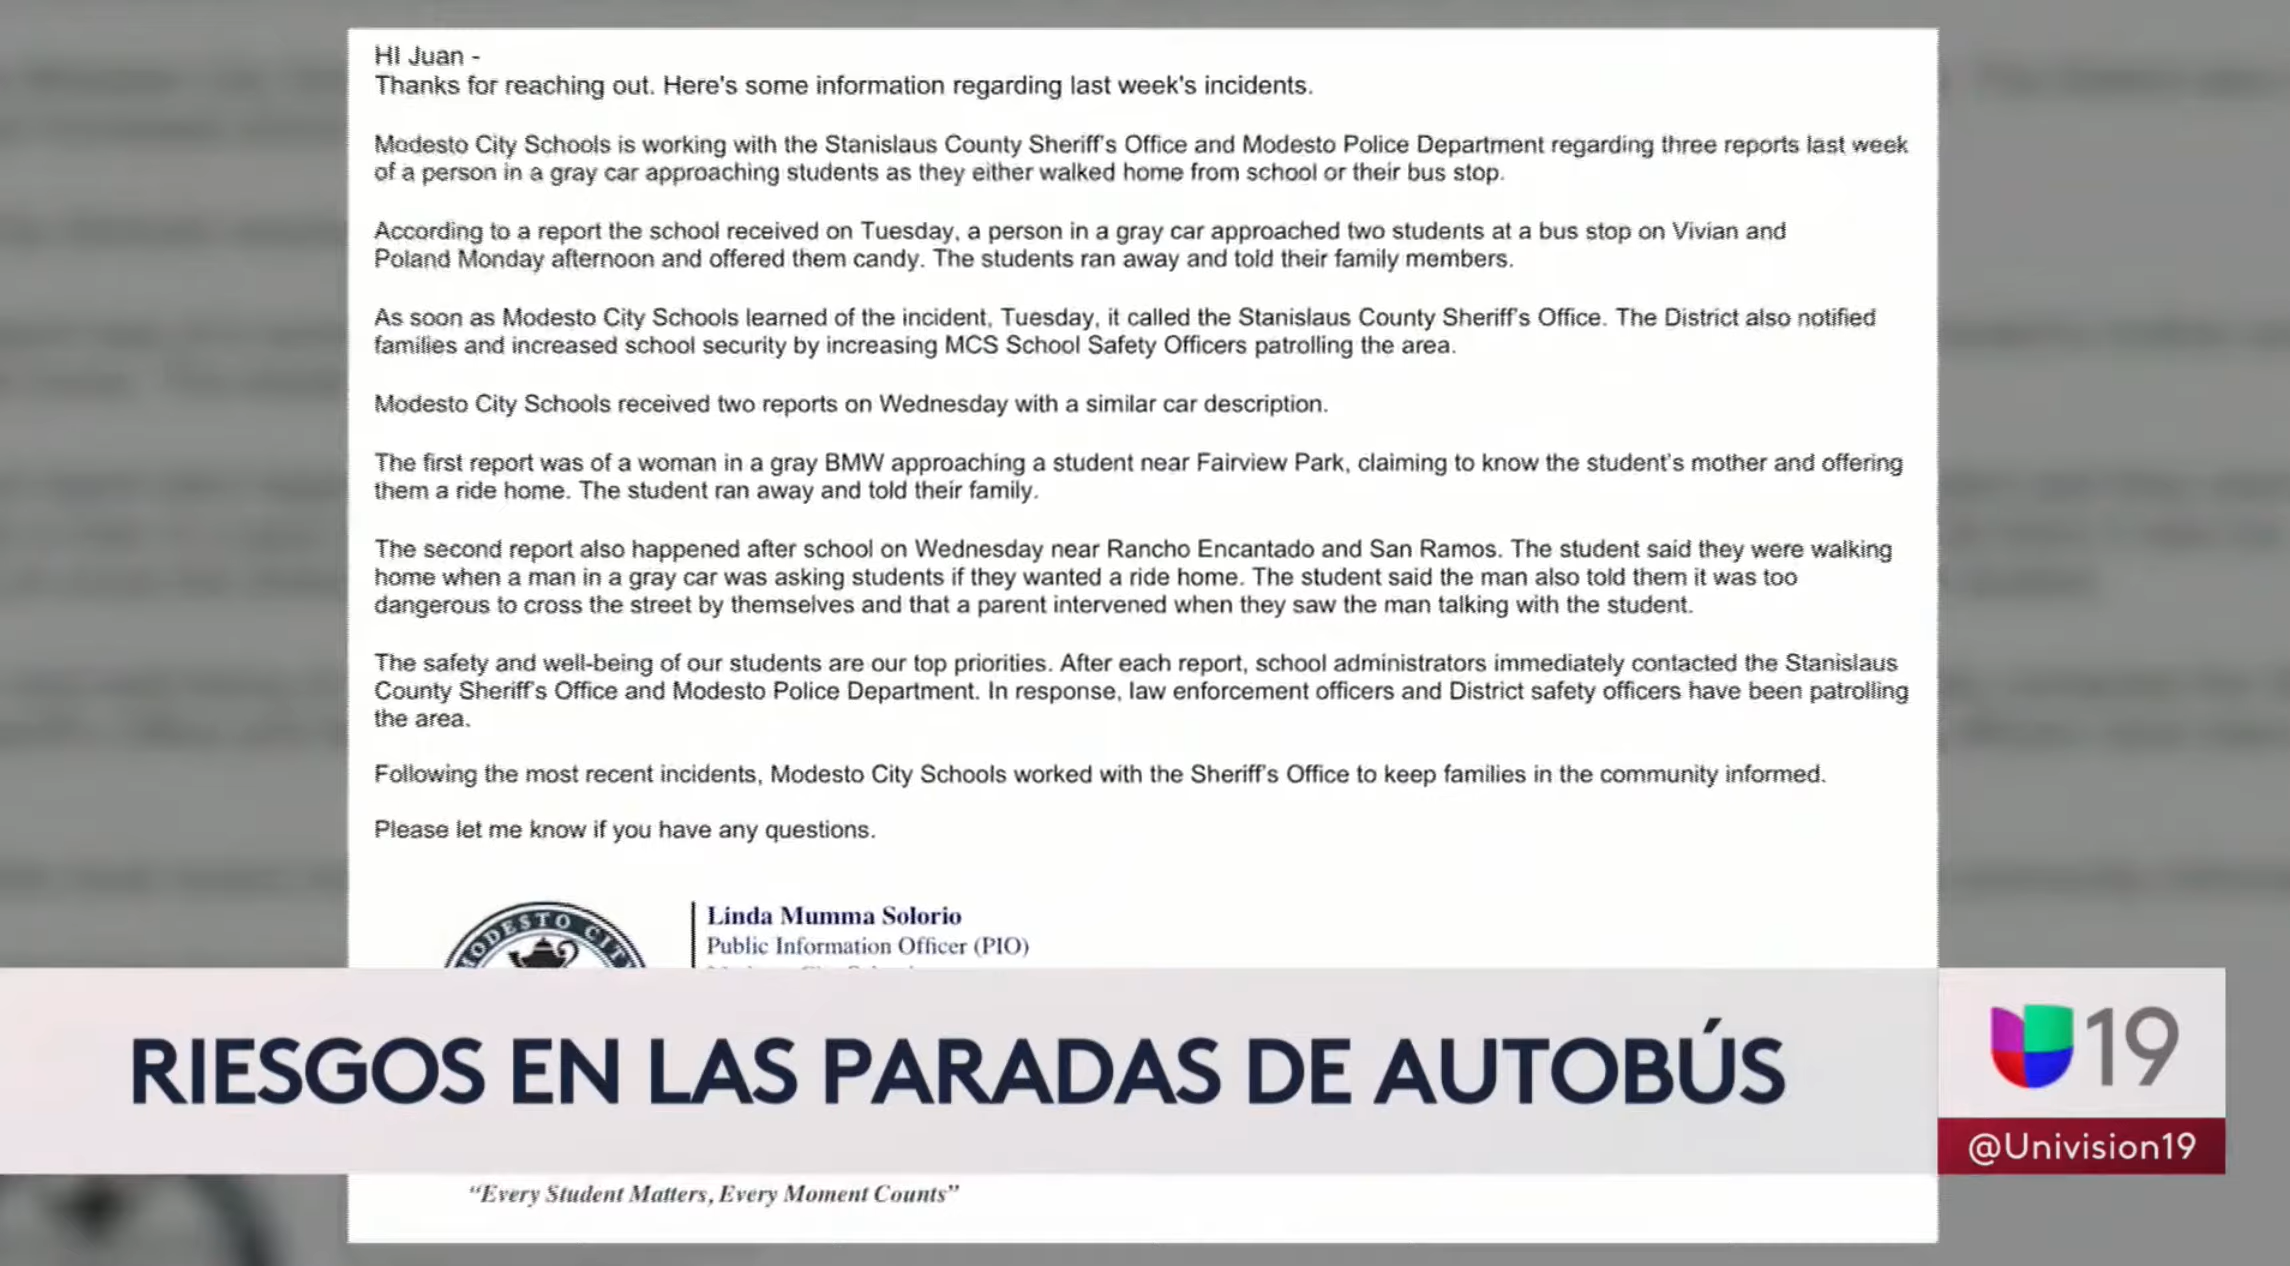 HI Juan -
Thanks for reaching out. Here's some information regarding last week's incidents.
Modesto City Schools is working with the Stanislaus County Sheriff's Office and Modesto Police Department regarding three reports last week
of a person in a gray car approaching students as they either walked home from school or their bus stop.
According to a report the school received on Tuesday, a person in a gray car approached two students at a bus stop on Vivian and
Poland Monday afternoon and offered them candy. The students ran away and told their family members.
As soon as Modesto City Schools learned of the incident, Tuesday, it called the Stanislaus County Sheriff's Office. The District also notified
families and increased school security by increasing MCS School Safety Officers patrolling the area.
Modesto City Schools received two reports on Wednesday with a similar car description.
The first report was of a woman in a gray BMW approaching a student near Fairview Park, claiming to know the student's mother and offering
them a ride home. The student ran away and told their family.
The second report also happened after school on Wednesday near Rancho Encantado and San Ramos. The student said they were walking
home when a man in a gray car was asking students if they wanted a ride home. The student said the man also told them it was too
dangerous to cross the street by themselves and that a parent intervened when they saw the man talking with the student.
The safety and well-being of our students are our top priorities. After each report, school administrators immediately contacted the Stanislaus
County Sheriff's Office and Modesto Police Department. In response, law enforcement officers and District safety officers have been patrolling
the area.
Following the most recent incidents, Modesto City Schools worked with the Sheriff's Office to keep families in the community informed.
Please let me know if you have any questions.
MODESTO CITY
Linda Mumma Solorio
Public Information Officer (PIO)
RIESGOS EN LAS PARADAS DE AUTOBÚS
19
@Univision19
"Every Student Matters, Every Moment Counts"